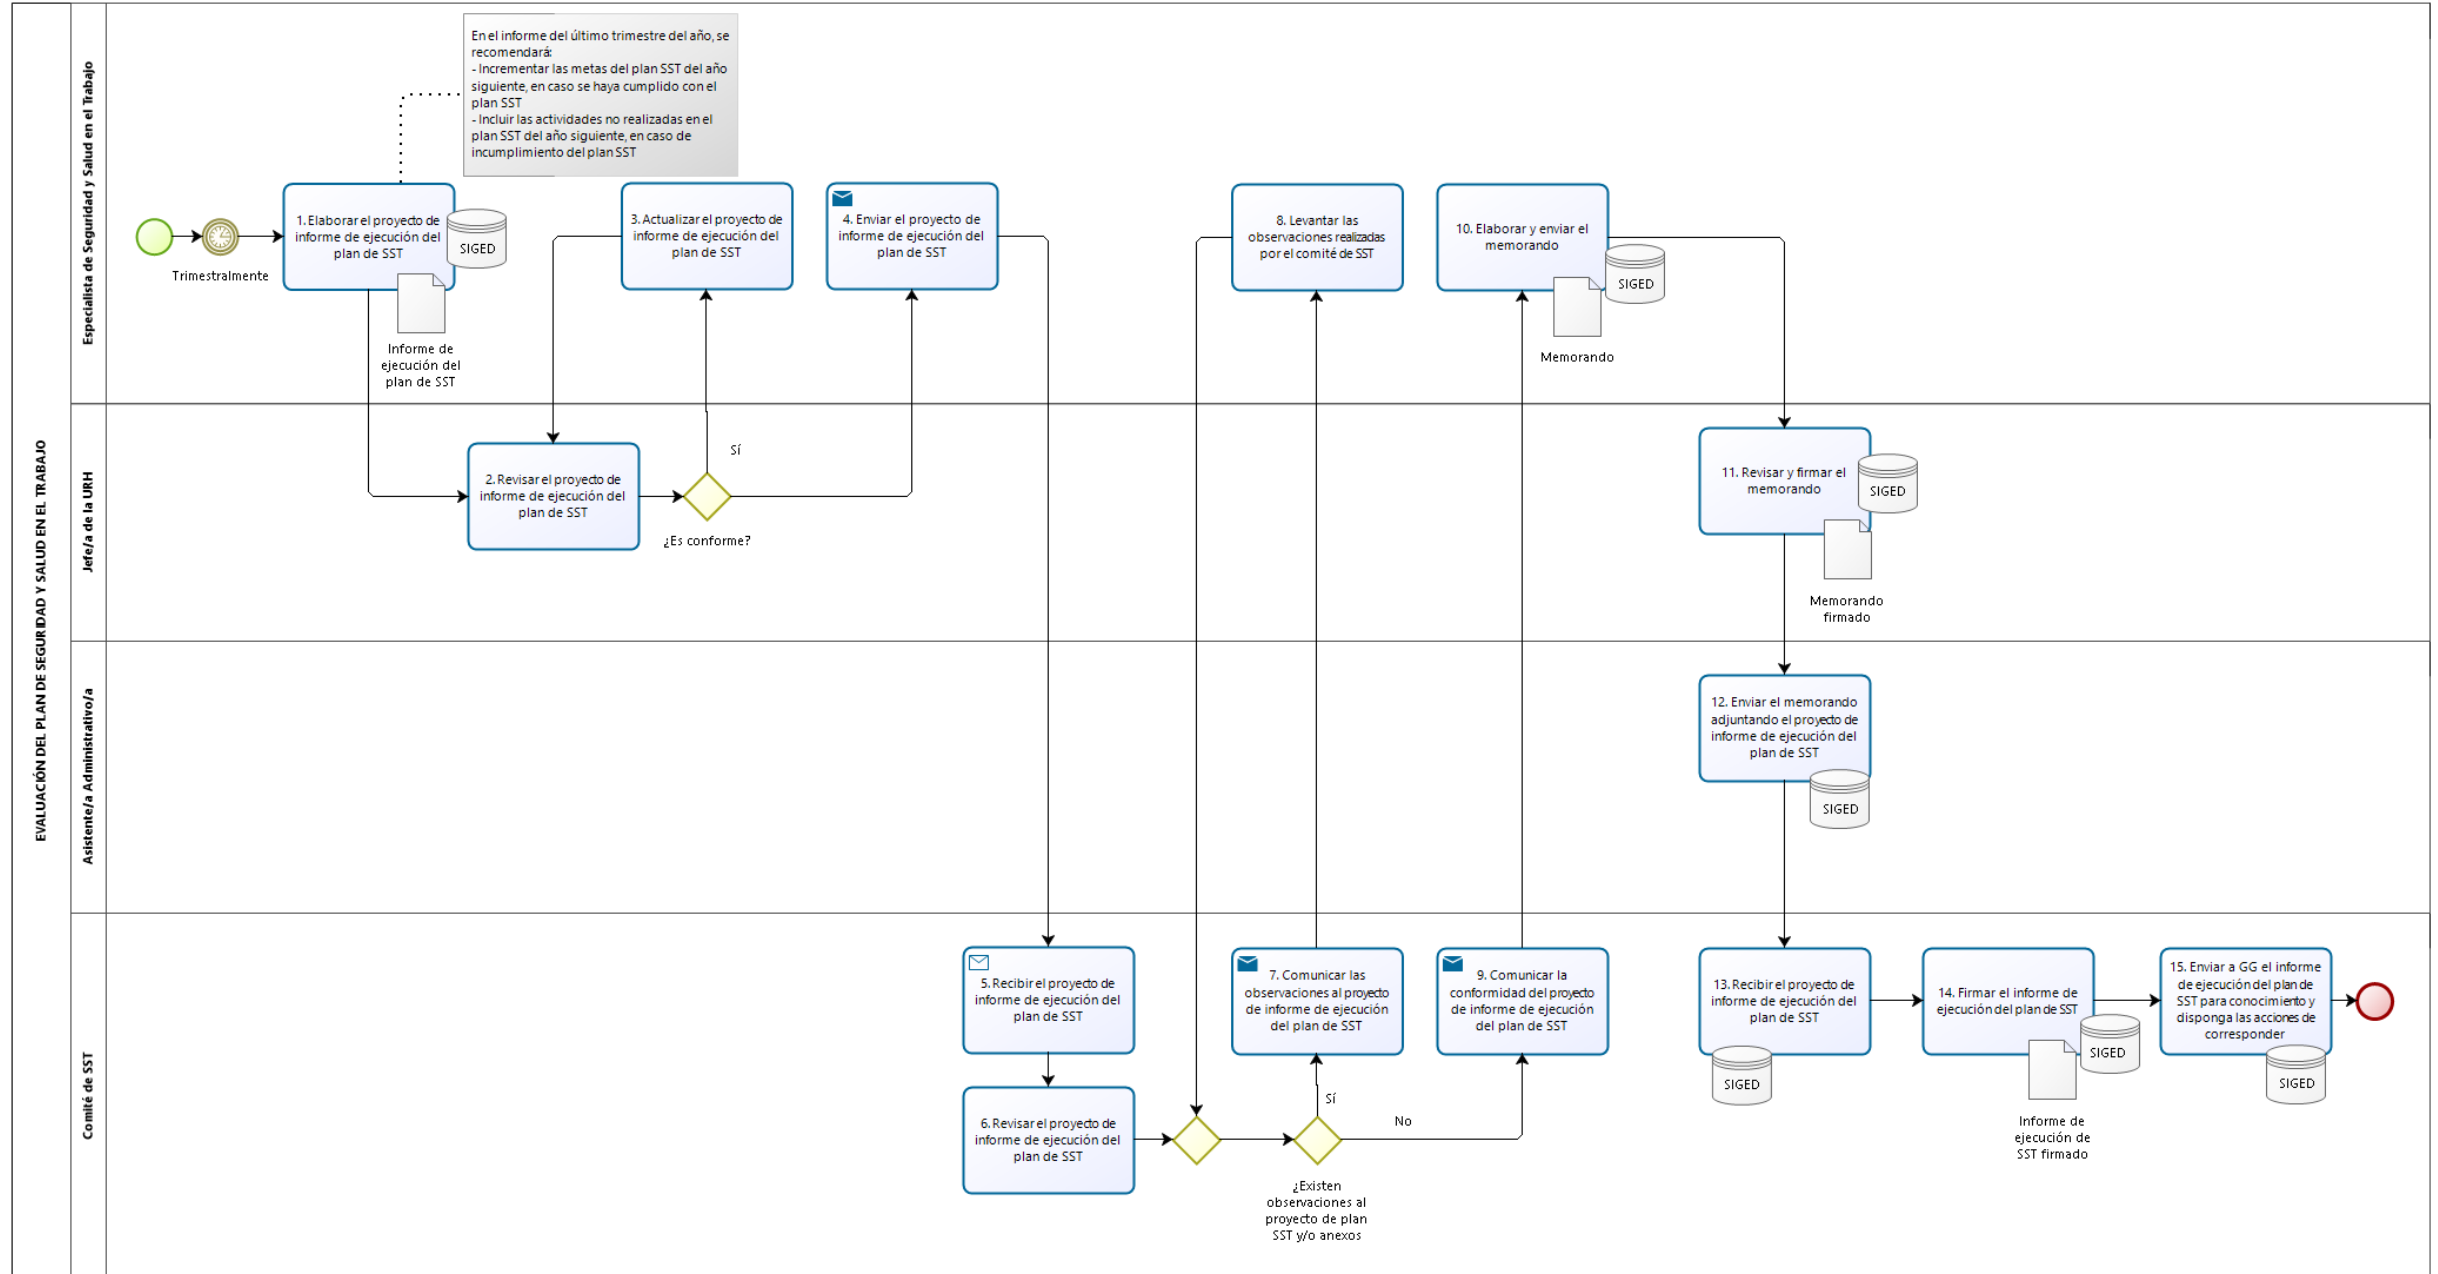 EVALUACIÓN DEL PLAN DE SEGURIDAD Y SALUD EN EL TRABAJO
Especialista de Seguridad y Salud en el Trabajo
En el informe del último trimestre del año, se
recomendará:
- Incrementar las metas del plan SST del año
siguiente, en caso se haya cumplido con el
plan SST
- Incluir las actividades no realizadas en el
plan SST del año siguiente, en caso de
incumplimiento del plan SST
Trimestralmente
1. Elaborar el proyecto de
informe de ejecución del
plan de SST
SIGED
Informe de
ejecución del
plan de SST
3. Actualizar el proyecto de
informe de ejecución del
plan de SST
4. Enviar el proyecto de
informe de ejecución del
plan de SST
8. Levantar las
observaciones realizadas
por el comité de SST
10. Elaborar y enviar el
memorando
SIGED
Memorando
Jefe/a de la URH
2. Revisar el proyecto de
informe de ejecución del
plan de SST
Sí
¿Es conforme?
11. Revisar y firmar el
memorando
SIGED
Memorando
firmado
Asistente/a Administrativo/a
12. Enviar el memorando
adjuntando el proyecto de
informe de ejecución del
plan de SST
SIGED
Comité de SST
5. Recibir el proyecto de
informe de ejecución del
plan de SST
6. Revisar el proyecto de
informe de ejecución del
plan de SST
7. Comunicar las
observaciones al proyecto
de informe de ejecución
del plan de SST
Sí
No
¿Existen
observaciones al
proyecto de plan
SST y/o anexos
9. Comunicar la
conformidad del proyecto
de informe de ejecución
del plan de SST
13. Recibir el proyecto de
informe de ejecución del
plan de SST
SIGED
14. Firmar el informe de
ejecución del plan de SST
SIGED
Informe de
ejecución de
SST firmado
15. Enviar a GG el informe
de ejecución del plan de
SST para conocimiento y
disponga las acciones de
corresponder
SIGED